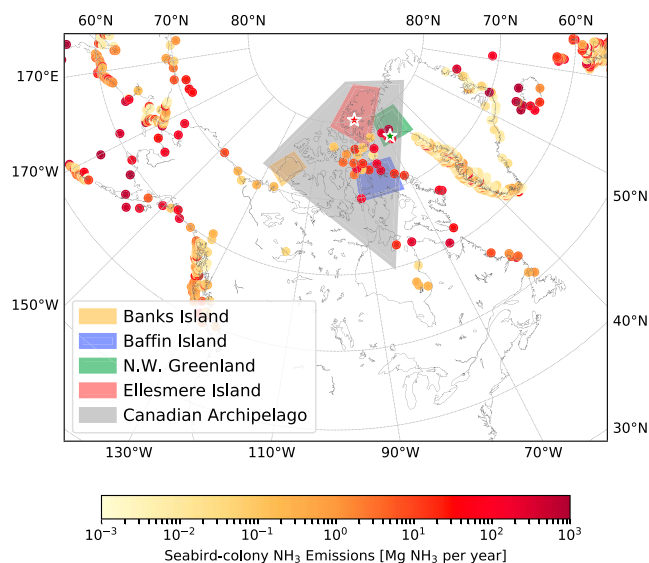 60°N 70°N 80°N 80°N 70°N 60°N
170°E
170°W
150°W
50°N
40°N
30°N
Banks Island
Baffin Island
N.W. Greenland
Ellesmere Island
Canadian Archipelago
130°W 110°W 90°W 70°W
10⁻³ 10⁻² 10⁻¹ 10⁰ 10¹ 10² 10³
Seabird-colony NH₃ Emissions [Mg NH₃ per year]